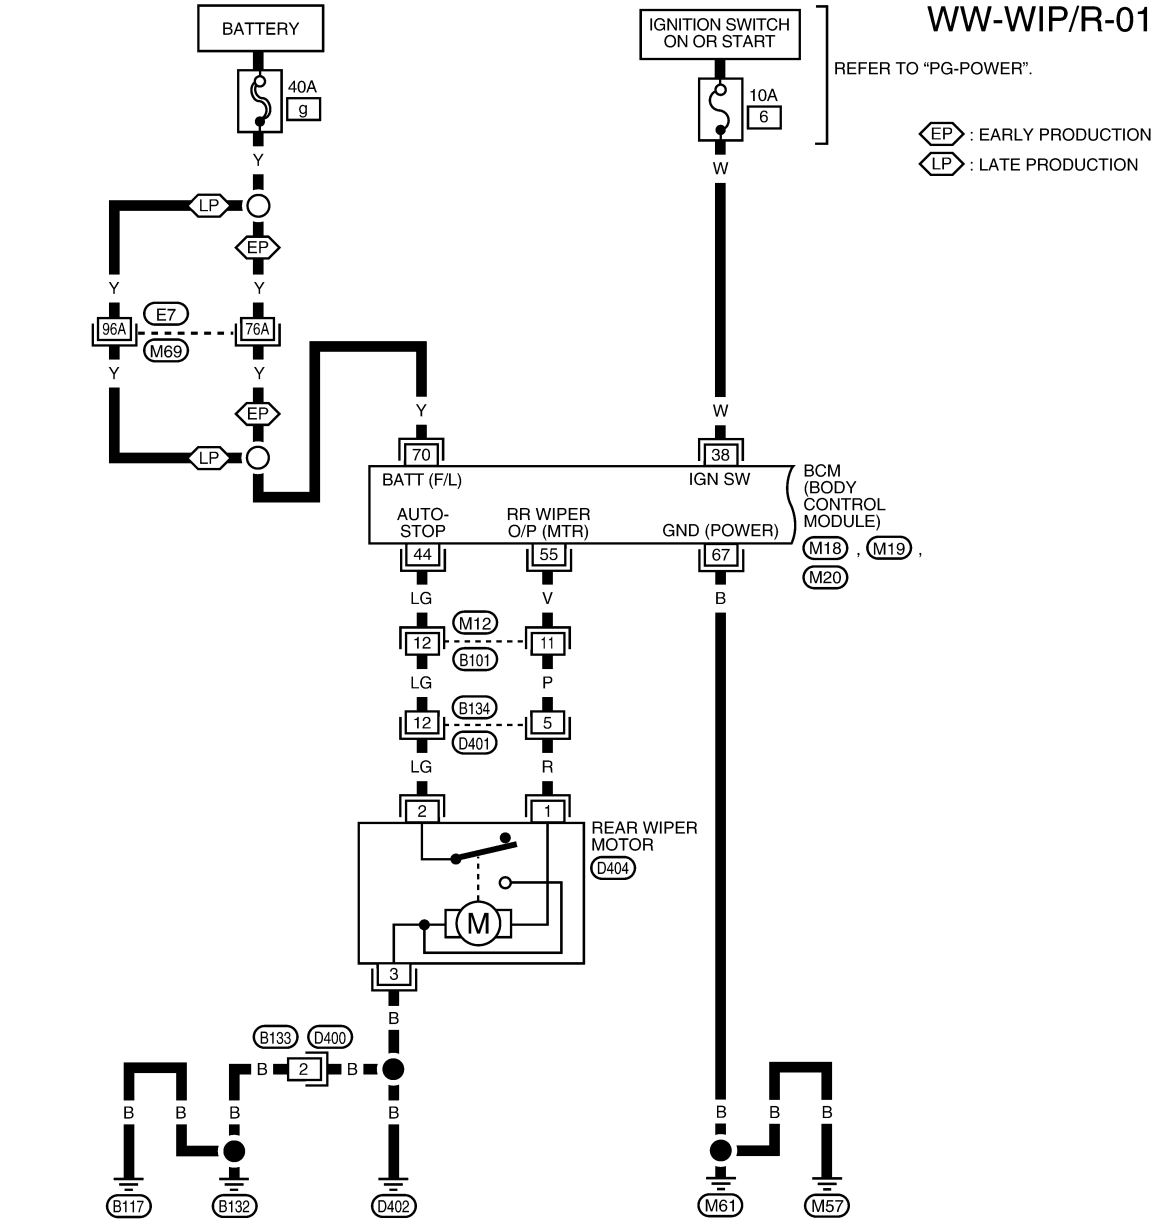 WW-WIP/R-01
BATTERY
IGNITION SWITCH
ON OR START
REFER TO “PG-POWER”.
40A
g
10A
6
EP : EARLY PRODUCTION
LP : LATE PRODUCTION
Y
W
LP
EP
Y
Y
96A
E7
M69
76A
Y
Y
EP
LP
Y
W
70
38
BATT (F/L)
IGN SW
BCM
(BODY
CONTROL
MODULE)
AUTO-
STOP
RR WIPER
O/P (MTR)
GND (POWER)
M18 , M19 ,
M20
44
55
67
LG
V
B
12
M12
B101
11
LG
P
12
B134
D401
5
LG
R
2
1
REAR WIPER
MOTOR
D404
M
3
B
B133
D400
B
2
B
B
B
B
B
B
B
B
B117
B132
D402
M61
M57